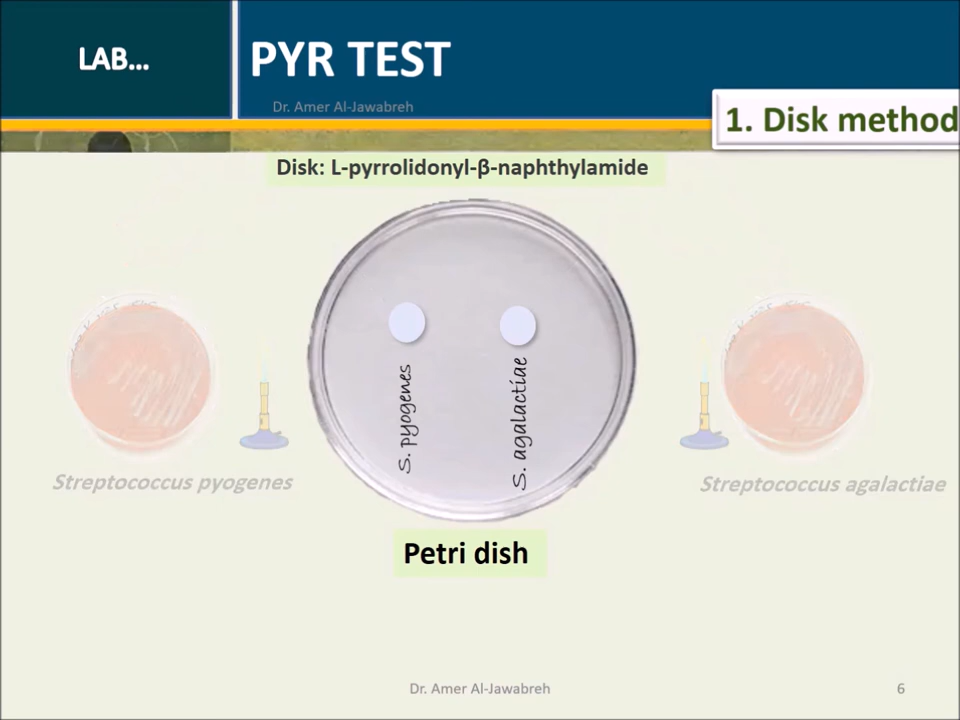 LAB...
PYR TEST
Dr. Amer Al-Jawabreh
1. Disk method
Disk: L-pyrrolidonyl-β-naphthylamide
S. pyogenes
S. agalactiae
Streptococcus pyogenes
Streptococcus agalactiae
Petri dish
Dr. Amer Al-Jawabreh
6